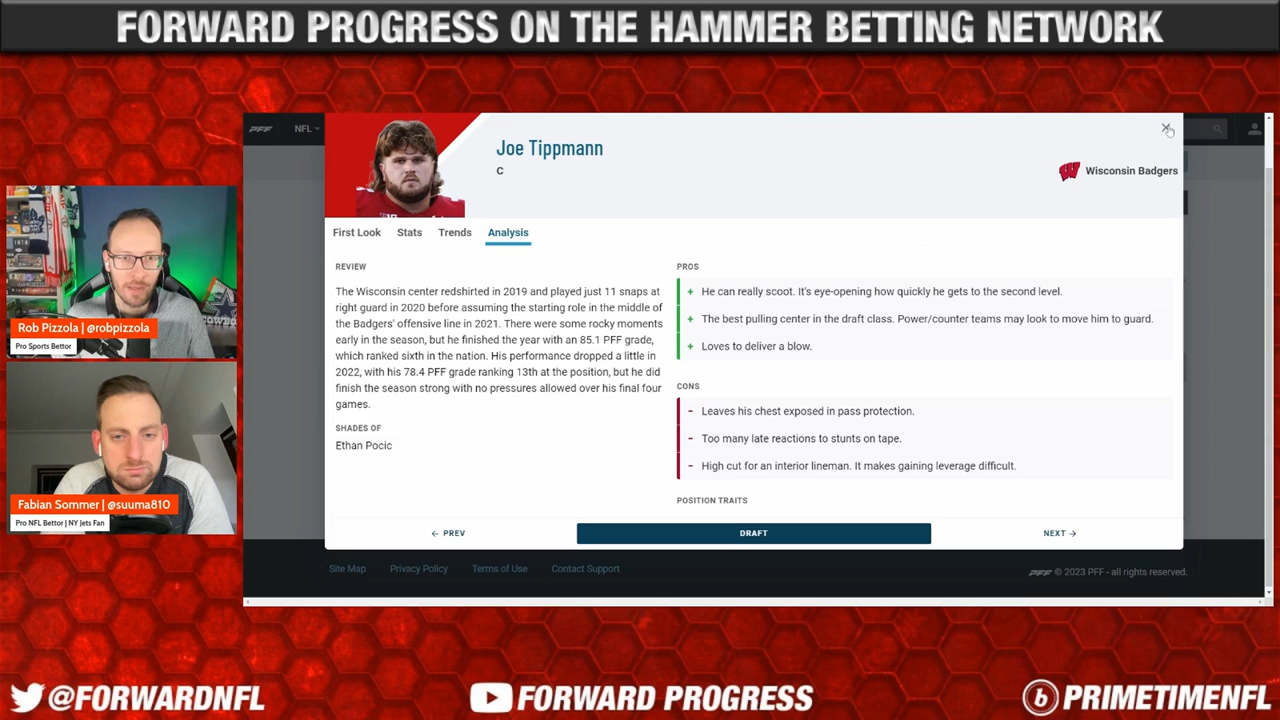 FORWARD PROGRESS ON THE HAMMER BETTING NETWORK
PFF
NFL
Joe Tippmann
C
Wisconsin Badgers
First Look
Stats
Trends
Analysis
REVIEW
The Wisconsin center redshirted in 2019 and played just 11 snaps at
right guard in 2020 before assuming the starting role in the middle of
the Badgers' offensive line in 2021. There were some rocky moments
early in the season, but he finished the year with an 85.1 PFF grade,
which ranked sixth in the nation. His performance dropped a little in
2022, with his 78.4 PFF grade ranking 13th at the position, but he did
finish the season strong with no pressures allowed over his final four
games.
SHADES OF
Ethan Pocic
PROS
+ He can really scoot. It's eye-opening how quickly he gets to the second level.
+ The best pulling center in the draft class. Power/counter teams may look to move him to guard.
+ Loves to deliver a blow.
CONS
- Leaves his chest exposed in pass protection.
- Too many late reactions to stunts on tape.
- High cut for an interior lineman. It makes gaining leverage difficult.
POSITION TRAITS
← PREV
DRAFT
NEXT →
Site Map
Privacy Policy
Terms of Use
Contact Support
PFF © 2023 PFF - all rights reserved.
Rob Pizzola | @robpizzola
Pro Sports Bettor
Fabian Sommer | @suuma810
Pro NFL Bettor | NY Jets Fan
@FORWARDNFL
FORWARD PROGRESS
b PRIMETIMENFL